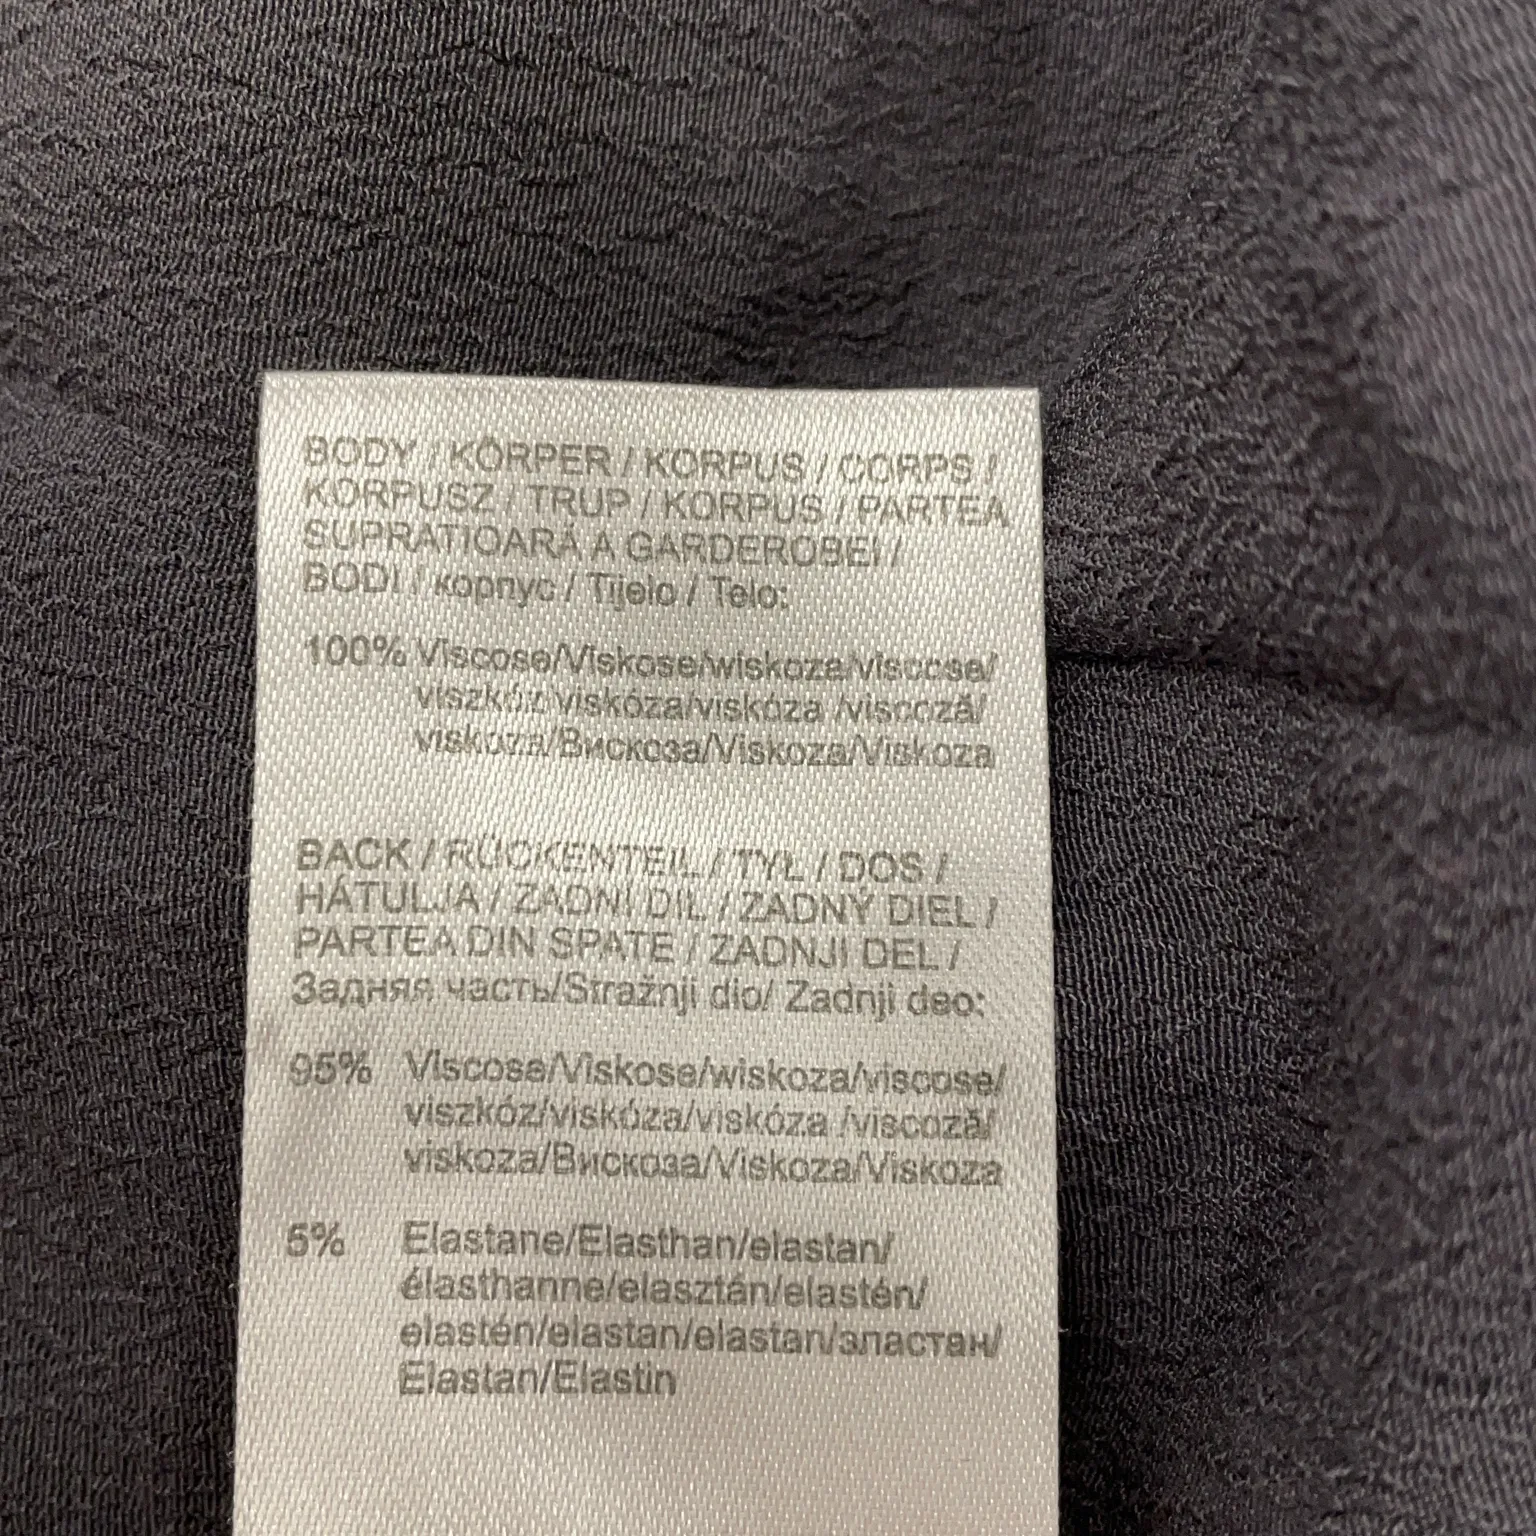 BODY / KÖRPER / KORPUS / CORPS /
KORPUSZ / TRUP / KORPUS / PARTEA
SUPRATIOARĂ A GARDEROBEI /
BODI / корпус / Tijelo / Telo:
100% Viscose/Viskose/wiskoza/viscose/
viszkóz/viskóza/viskóza /viscoză/
viskoza/Вискоза/Viskoza/Viskoza
BACK / RÜCKENTEIL / TYŁ / DOS /
HÁTULJA / ZADNÍ DÍL / ZADNÝ DIEL /
PARTEA DIN SPATE / ZADNJI DEL /
Задняя часть/Stražnji dio/ Zadnji deo:
95% Viscose/Viskose/wiskoza/viscose/
viszkóz/viskóza/viskóza /viscoză/
viskoza/Вискоза/Viskoza/Viskoza
5% Elastane/Elasthan/elastan/
élasthanne/elasztán/elastén/
elastén/elastan/elastan/эластан/
Elastan/Elastin